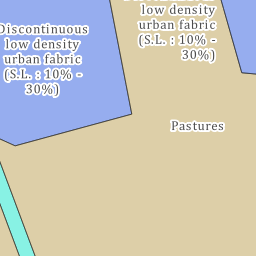 Discontinuous
low density
urban fabric
(S.L. : 10% -
30%)
low density
urban fabric
(S.L. : 10% -
30%)
Pastures